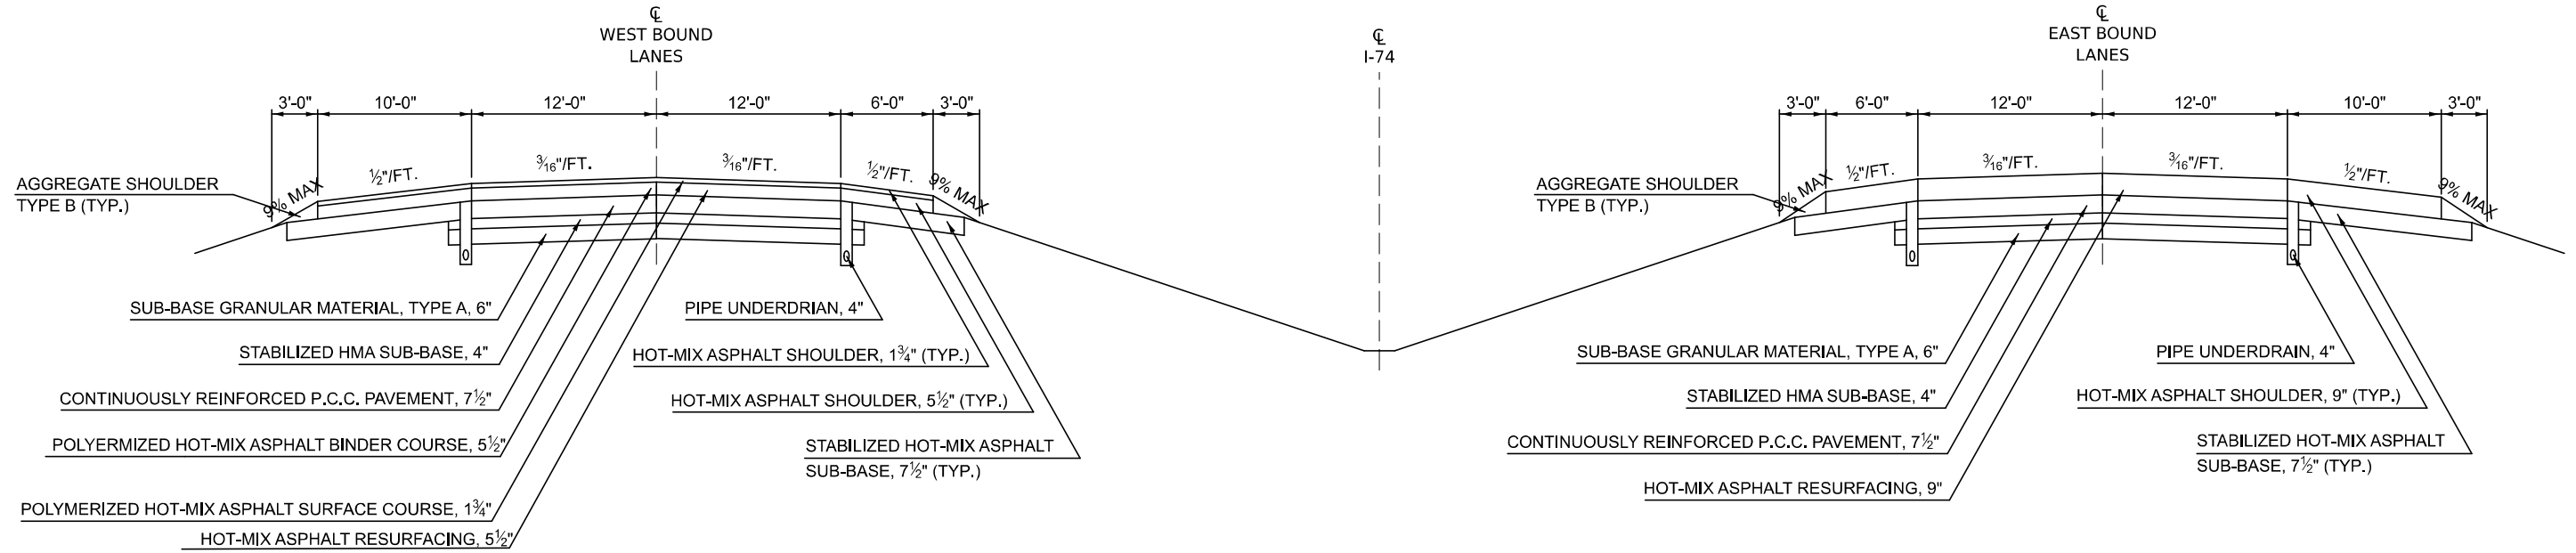 ℄
WEST BOUND
LANES
℄
I-74
℄
EAST BOUND
LANES
3'-0" 10'-0" 12'-0" 12'-0" 6'-0" 3'-0"
3'-0" 6'-0" 12'-0" 12'-0" 10'-0" 3'-0"
AGGREGATE SHOULDER
TYPE B (TYP.)
9% MAX
½"/FT.
3⁄16"/FT.
3⁄16"/FT.
½"/FT.
9% MAX
SUB-BASE GRANULAR MATERIAL, TYPE A, 6"
STABILIZED HMA SUB-BASE, 4"
CONTINUOUSLY REINFORCED P.C.C. PAVEMENT, 7½"
POLYERMIZED HOT-MIX ASPHALT BINDER COURSE, 5½"
POLYMERIZED HOT-MIX ASPHALT SURFACE COURSE, 1¾"
HOT-MIX ASPHALT RESURFACING, 5½"
PIPE UNDERDRIAN, 4"
HOT-MIX ASPHALT SHOULDER, 1¾" (TYP.)
HOT-MIX ASPHALT SHOULDER, 5½" (TYP.)
STABILIZED HOT-MIX ASPHALT
SUB-BASE, 7½" (TYP.)
AGGREGATE SHOULDER
TYPE B (TYP.)
9% MAX
½"/FT.
3⁄16"/FT.
3⁄16"/FT.
½"/FT.
9% MAX
SUB-BASE GRANULAR MATERIAL, TYPE A, 6"
STABILIZED HMA SUB-BASE, 4"
CONTINUOUSLY REINFORCED P.C.C. PAVEMENT, 7½"
HOT-MIX ASPHALT RESURFACING, 9"
PIPE UNDERDRAIN, 4"
HOT-MIX ASPHALT SHOULDER, 9" (TYP.)
STABILIZED HOT-MIX ASPHALT
SUB-BASE, 7½" (TYP.)